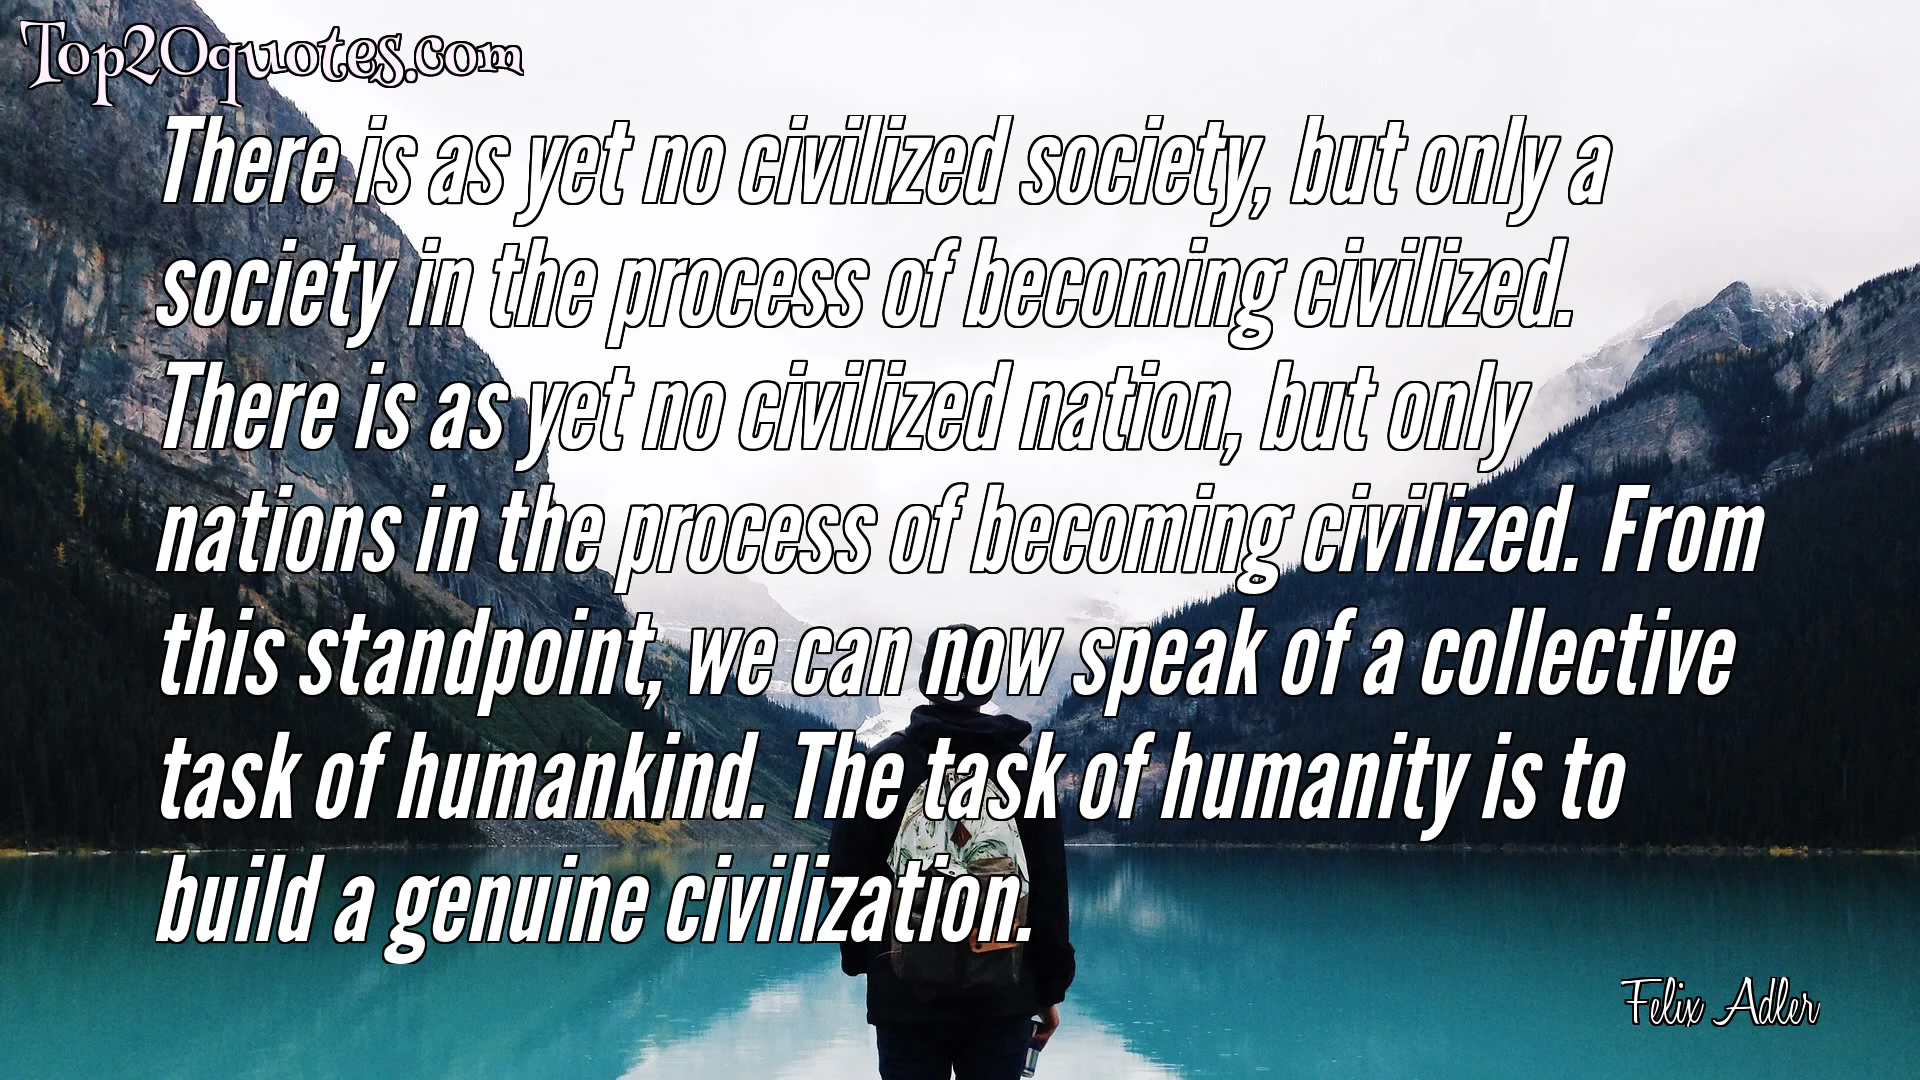 Top20quotes.com
There is as yet no civilized society, but only a
society in the process of becoming civilized.
There is as yet no civilized nation, but only
nations in the process of becoming civilized. From
this standpoint, we can now speak of a collective
task of humankind. The task of humanity is to
build a genuine civilization.
Felix Adler